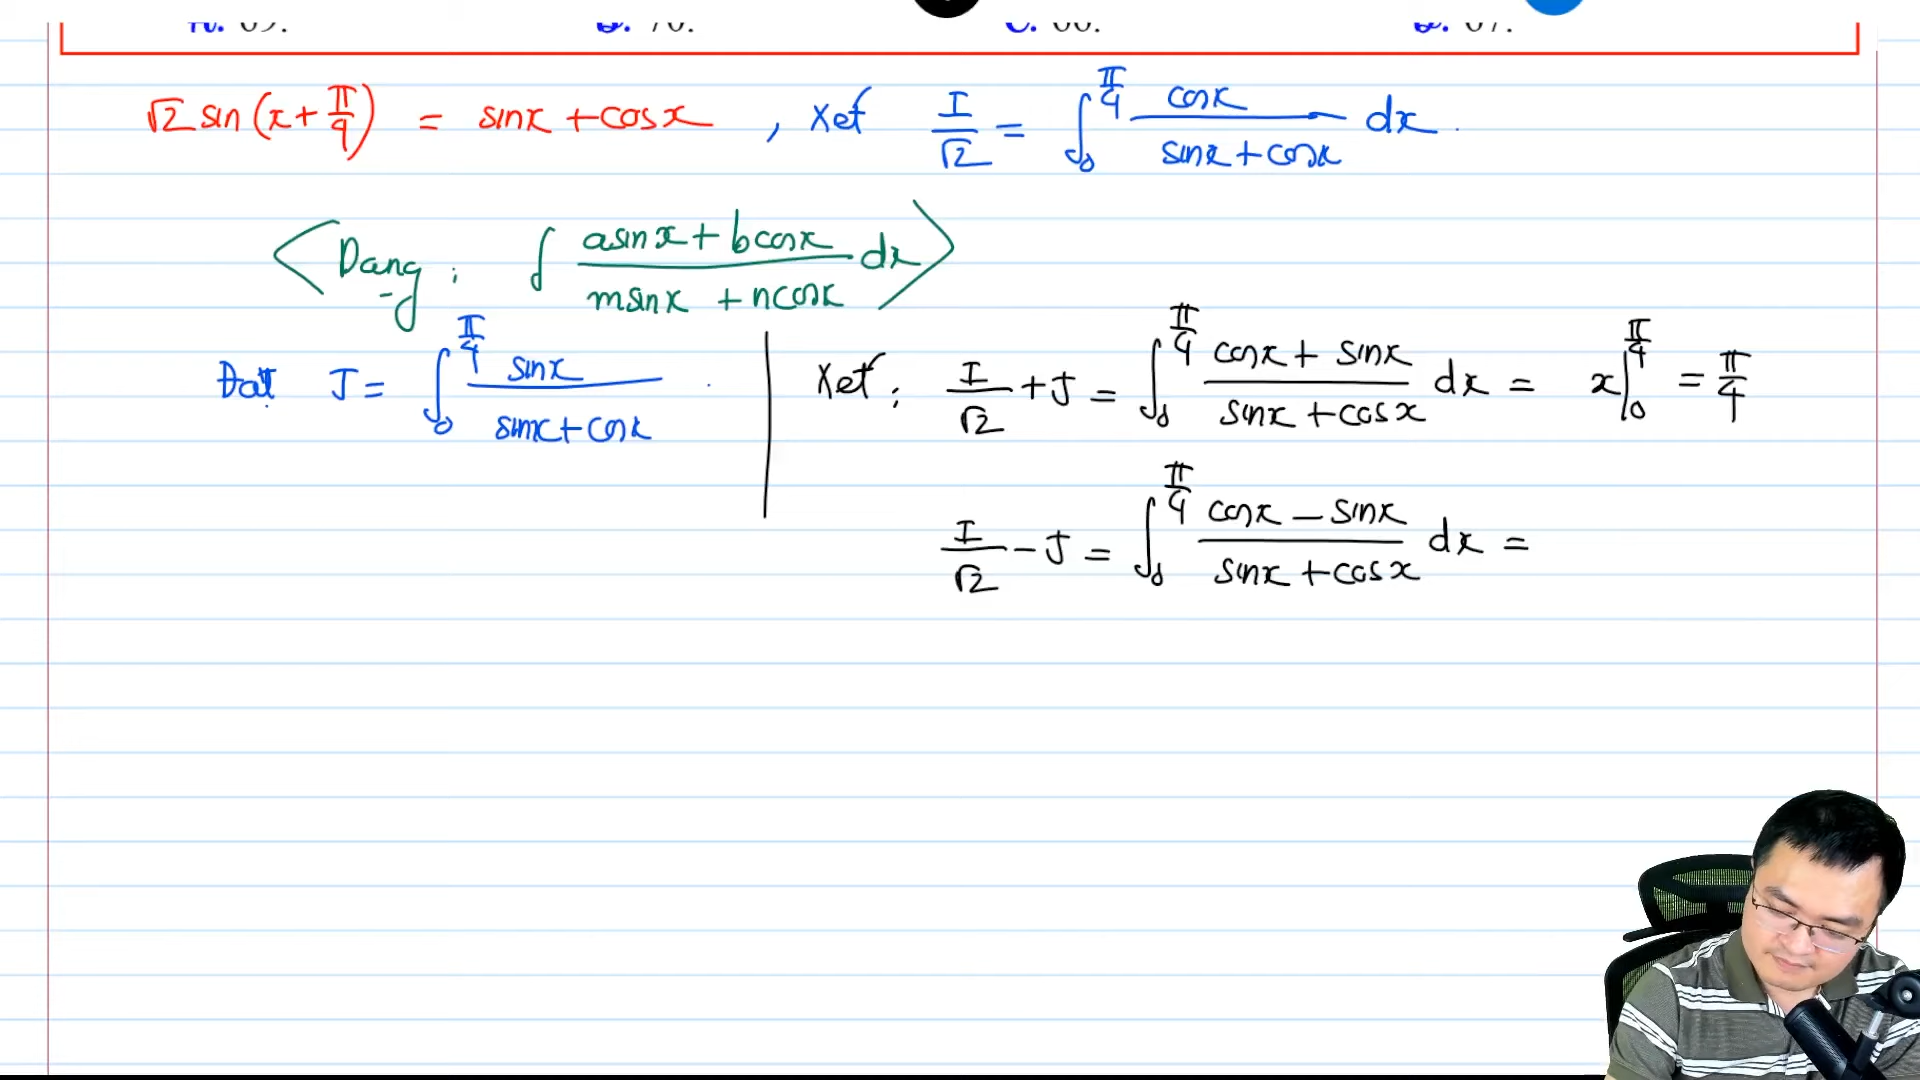 √2 sin(x + π/4) = sinx + cosx , Xét I/√2 = ∫₀^(π/4) cosx/(sinx + cosx) dx.
<Dạng : ∫ (asinx + bcosx)/(msinx + ncosx) dx>
Đặt J = ∫₀^(π/4) sinx/(sinx + cosx) .
Xét : I/√2 + J = ∫₀^(π/4) (cosx + sinx)/(sinx + cosx) dx = x|₀^(π/4) = π/4
I/√2 − J = ∫₀^(π/4) (cosx − sinx)/(sinx + cosx) dx =